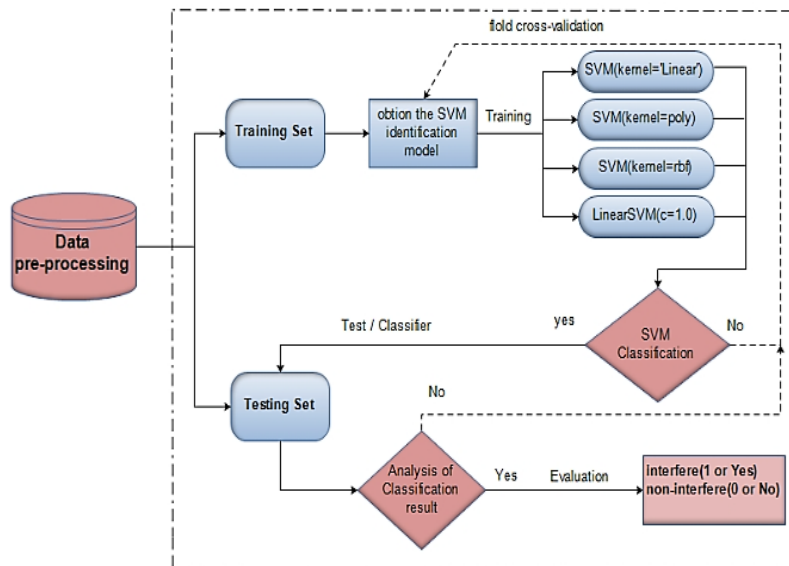 flold cross-validation
SVM(kernel='Linear')
Training Set
obtion the SVM
identification
model
Training
SVM(kernel=poly)
SVM(kernel=rbf)
LinearSVM(c=1.0)
Data
pre-processing
Test / Classifier
yes
SVM
Classification
No
Testing Set
No
Analysis of
Classification
result
Yes
Evaluation
interfere(1 or Yes)
non-interfere(0 or No)